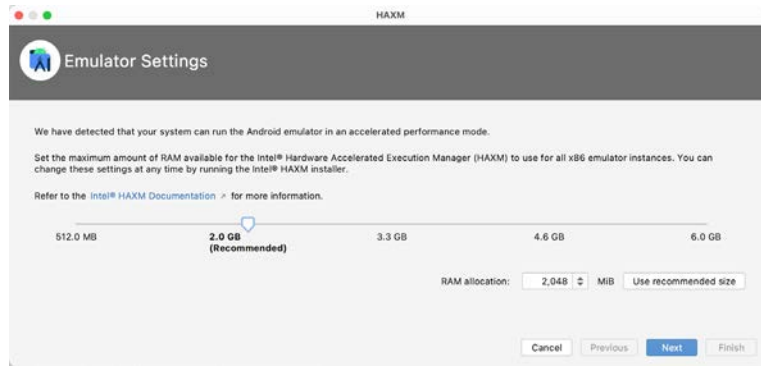 HAXM
Emulator Settings
We have detected that your system can run the Android emulator in an accelerated performance mode.
Set the maximum amount of RAM available for the Intel® Hardware Accelerated Execution Manager (HAXM) to use for all x86 emulator instances. You can
change these settings at any time by running the Intel® HAXM installer.
Refer to the Intel® HAXM Documentation ↗ for more information.
512.0 MB 2.0 GB 3.3 GB 4.6 GB 6.0 GB
(Recommended)
RAM allocation: 2,048 MiB Use recommended size
Cancel Previous Next Finish